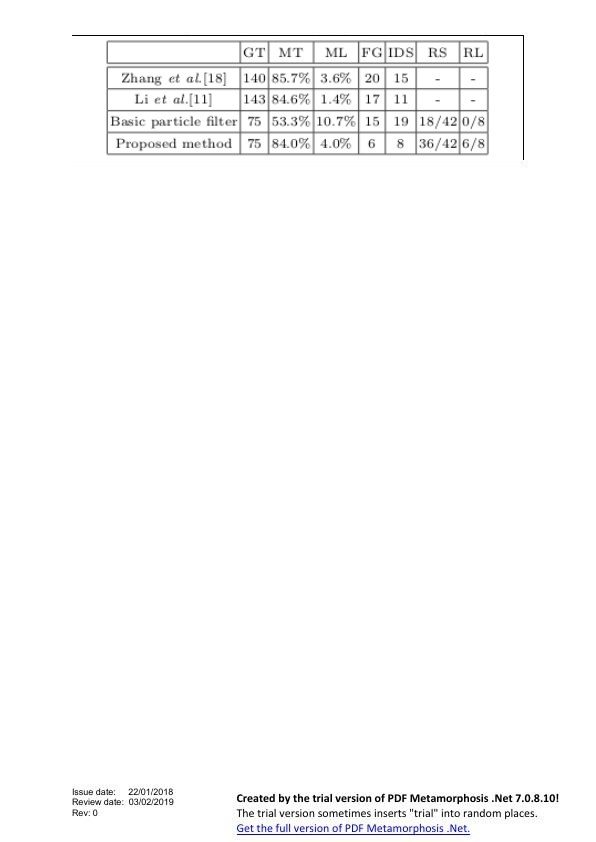 GT MT ML FG IDS RS RL
Zhang et al.[18] 140 85.7% 3.6% 20 15 - -
Li et al.[11] 143 84.6% 1.4% 17 11 - -
Basic particle filter 75 53.3% 10.7% 15 19 18/42 0/8
Proposed method 75 84.0% 4.0% 6 8 36/42 6/8
Issue date: 22/01/2018
Review date: 03/02/2019
Rev: 0
Created by the trial version of PDF Metamorphosis .Net 7.0.8.10!
The trial version sometimes inserts "trial" into random places.
Get the full version of PDF Metamorphosis .Net.